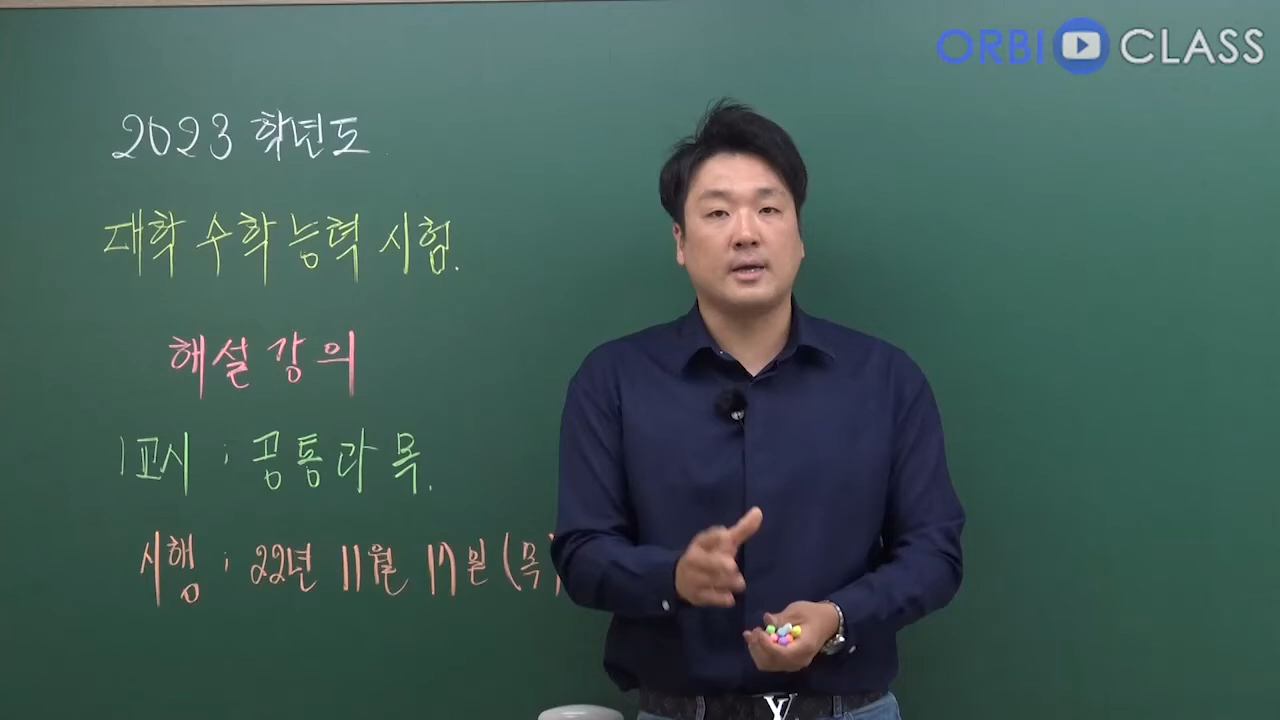 ORBI CLASS
2023 학년도
대학 수학 능력 시험.
해설 강의
1교시 : 공통과목.
시행 : 22년 11월 17일 (목)